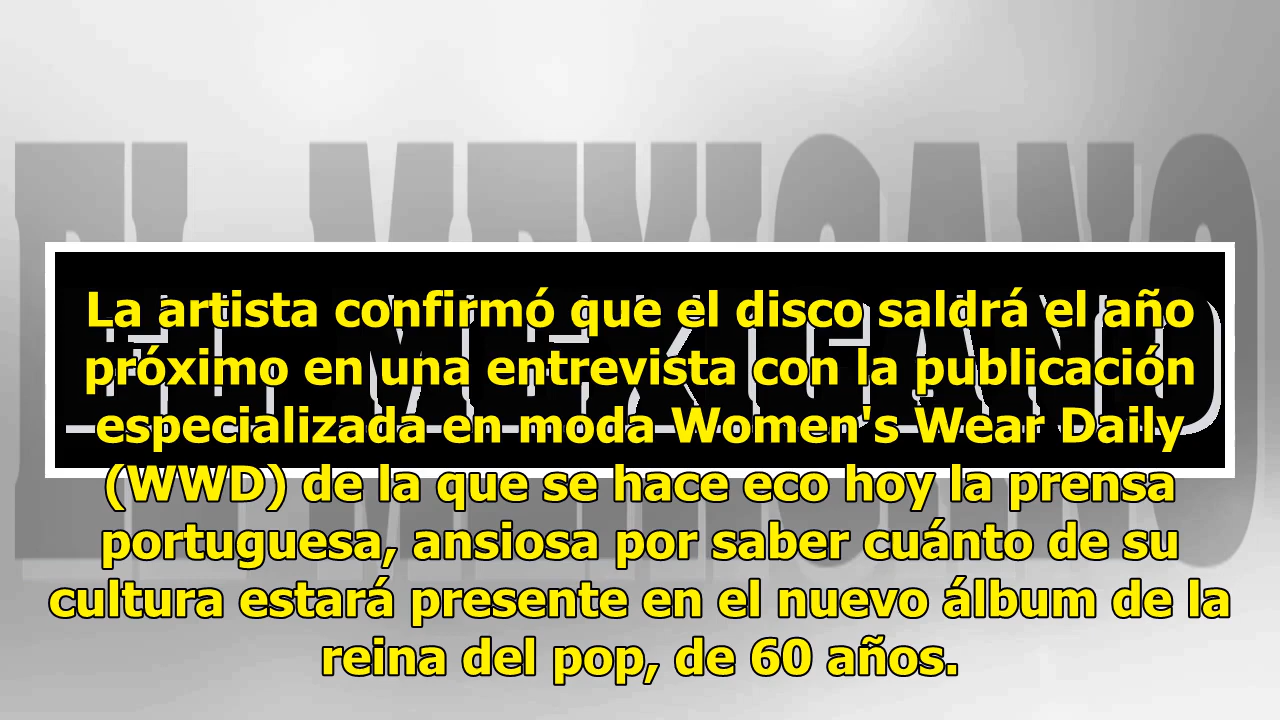 EL MEXICANO
La artista confirmó que el disco saldrá el año
próximo en una entrevista con la publicación
especializada en moda Women's Wear Daily
(WWD) de la que se hace eco hoy la prensa
portuguesa, ansiosa por saber cuánto de su
cultura estará presente en el nuevo álbum de la
reina del pop, de 60 años.